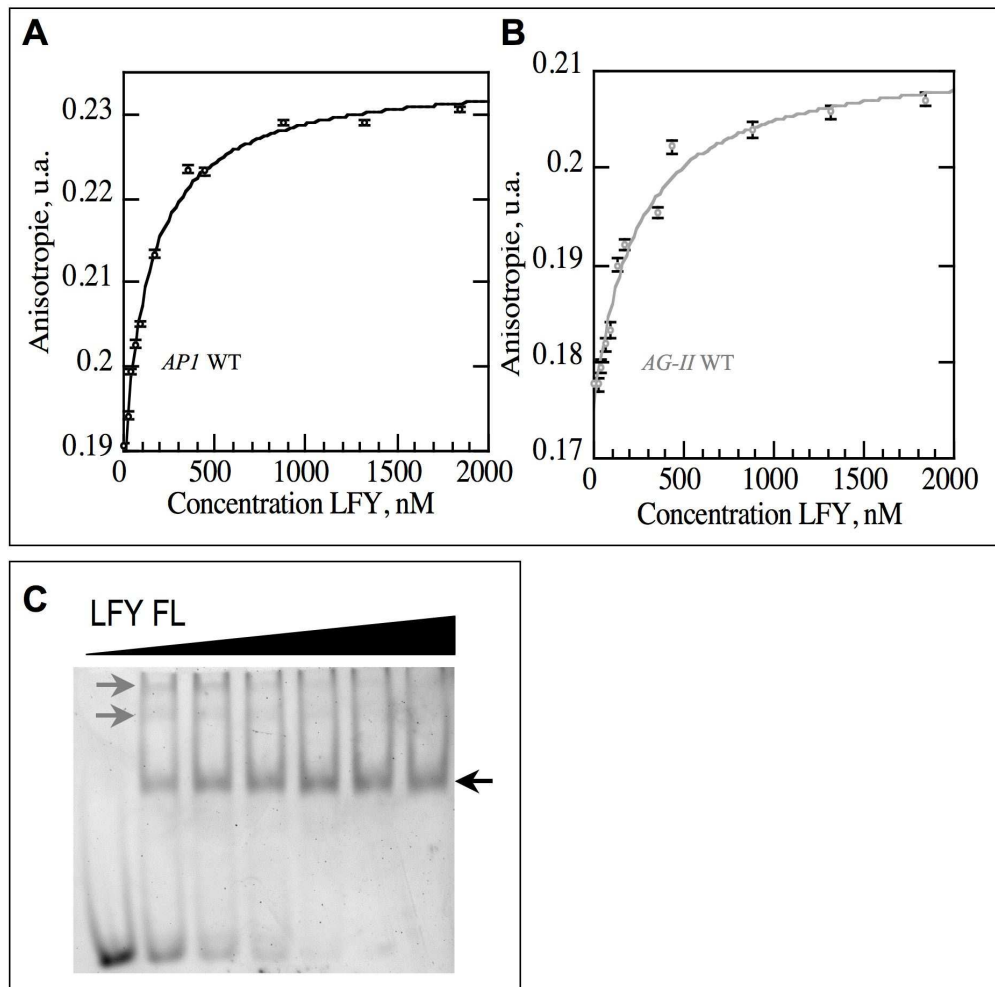 A
Anisotropie, u.a.
0.23
0.22
0.21
0.2
0.19
AP1 WT
0
500
1000
1500
2000
Concentration LFY, nM
B
Anisotropie, u.a.
0.21
0.2
0.19
0.18
0.17
AG-II WT
0
500
1000
1500
2000
Concentration LFY, nM
C
LFY FL